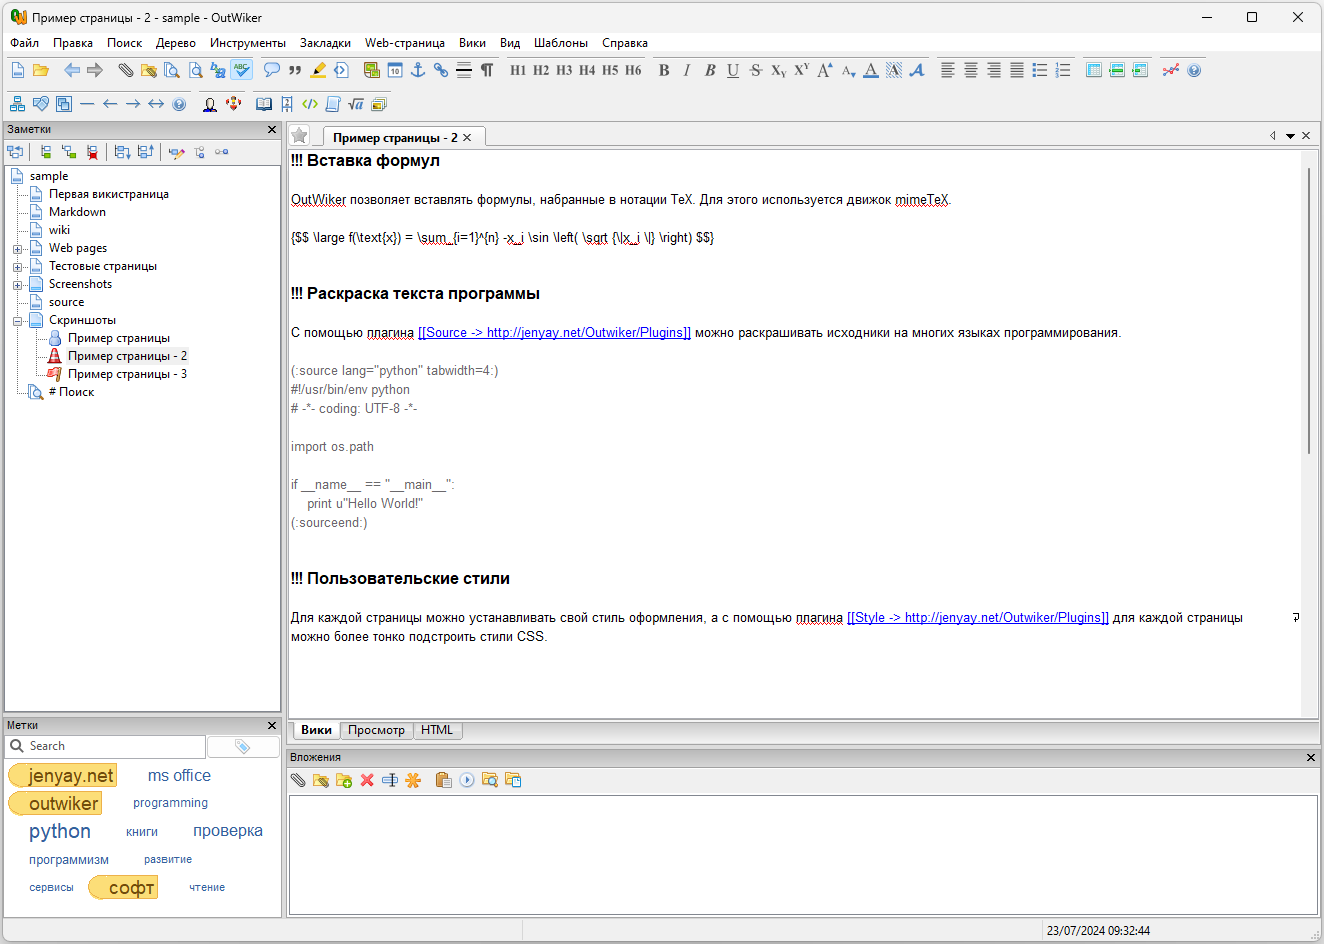 Пример страницы - 2 - sample - OutWiker
Файл Правка Поиск Дерево Инструменты Закладки Web-страница Вики Вид Шаблоны Справка
H1 H2 H3 H4 H5 H6 B I B U S
Заметки
sample
Первая викистраница
Markdown
wiki
Web pages
Тестовые страницы
Screenshots
source
Скриншоты
Пример страницы
Пример страницы - 2
Пример страницы - 3
# Поиск
Пример страницы - 2
!!! Вставка формул
OutWiker позволяет вставлять формулы, набранные в нотации TeX. Для этого используется движок mimeTeX.
{$$ \large f(\text{x}) = \sum_{i=1}^{n} -x_i \sin \left( \sqrt {\|x_i \|} \right) $$}
!!! Раскраска текста программы
С помощью плагина [[Source -> http://jenyay.net/Outwiker/Plugins]] можно раскрашивать исходники на многих языках программирования.
(:source lang="python" tabwidth=4:)
#!/usr/bin/env python
# -*- coding: UTF-8 -*-
import os.path
if __name__ == "__main__":
print u"Hello World!"
(:sourceend:)
!!! Пользовательские стили
Для каждой страницы можно устанавливать свой стиль оформления, а с помощью плагина [[Style -> http://jenyay.net/Outwiker/Plugins]] для каждой страницы
можно более тонко подстроить стили CSS.
Вики Просмотр HTML
Метки
Search
jenyay.net ms office
outwiker programming
python книги проверка
программизм развитие
сервисы софт чтение
Вложения
23/07/2024 09:32:44